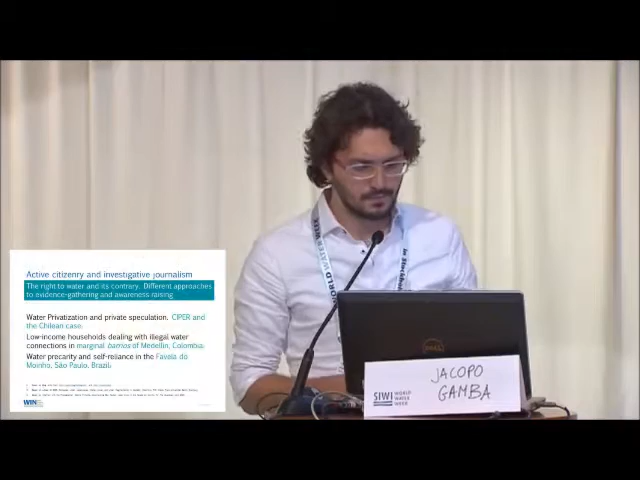 Active citizenry and investigative journalism
The right to water and its contrary. Different approaches
to evidence-gathering and awareness raising
Water Privatization and private speculation. CIPER and
the Chilean case.
Low-income households dealing with illegal water
connections in marginal barrios of Medellin, Colombia.
Water precarity and self-reliance in the Favela do
Moinho, São Paulo, Brazil.
WIN
WORLD WATER WEEK
in Stockholm
DELL
JACOPO
GAMBA
SIWI
WORLD
WATER
WEEK